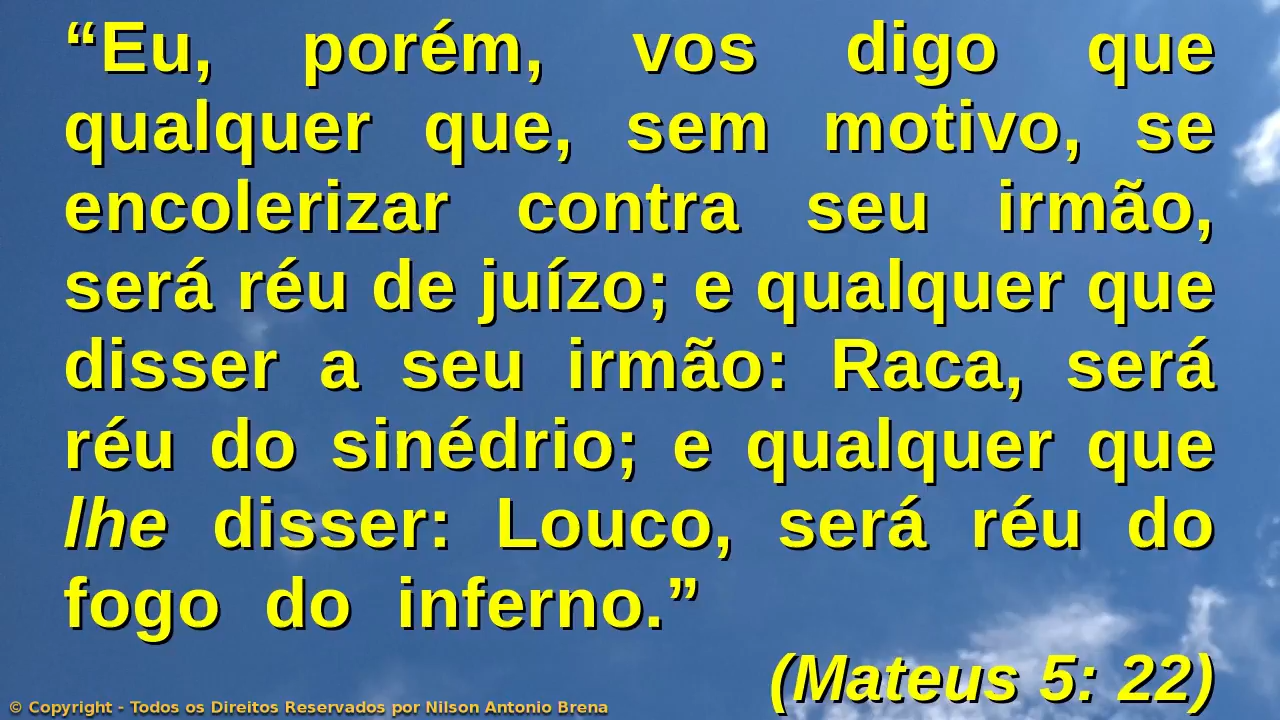 “Eu, porém, vos digo que
qualquer que, sem motivo, se
encolerizar contra seu irmão,
será réu de juízo; e qualquer que
disser a seu irmão: Raca, será
réu do sinédrio; e qualquer que
lhe disser: Louco, será réu do
fogo do inferno.”
(Mateus 5: 22)
© Copyright - Todos os Direitos Reservados por Nilson Antonio Brena